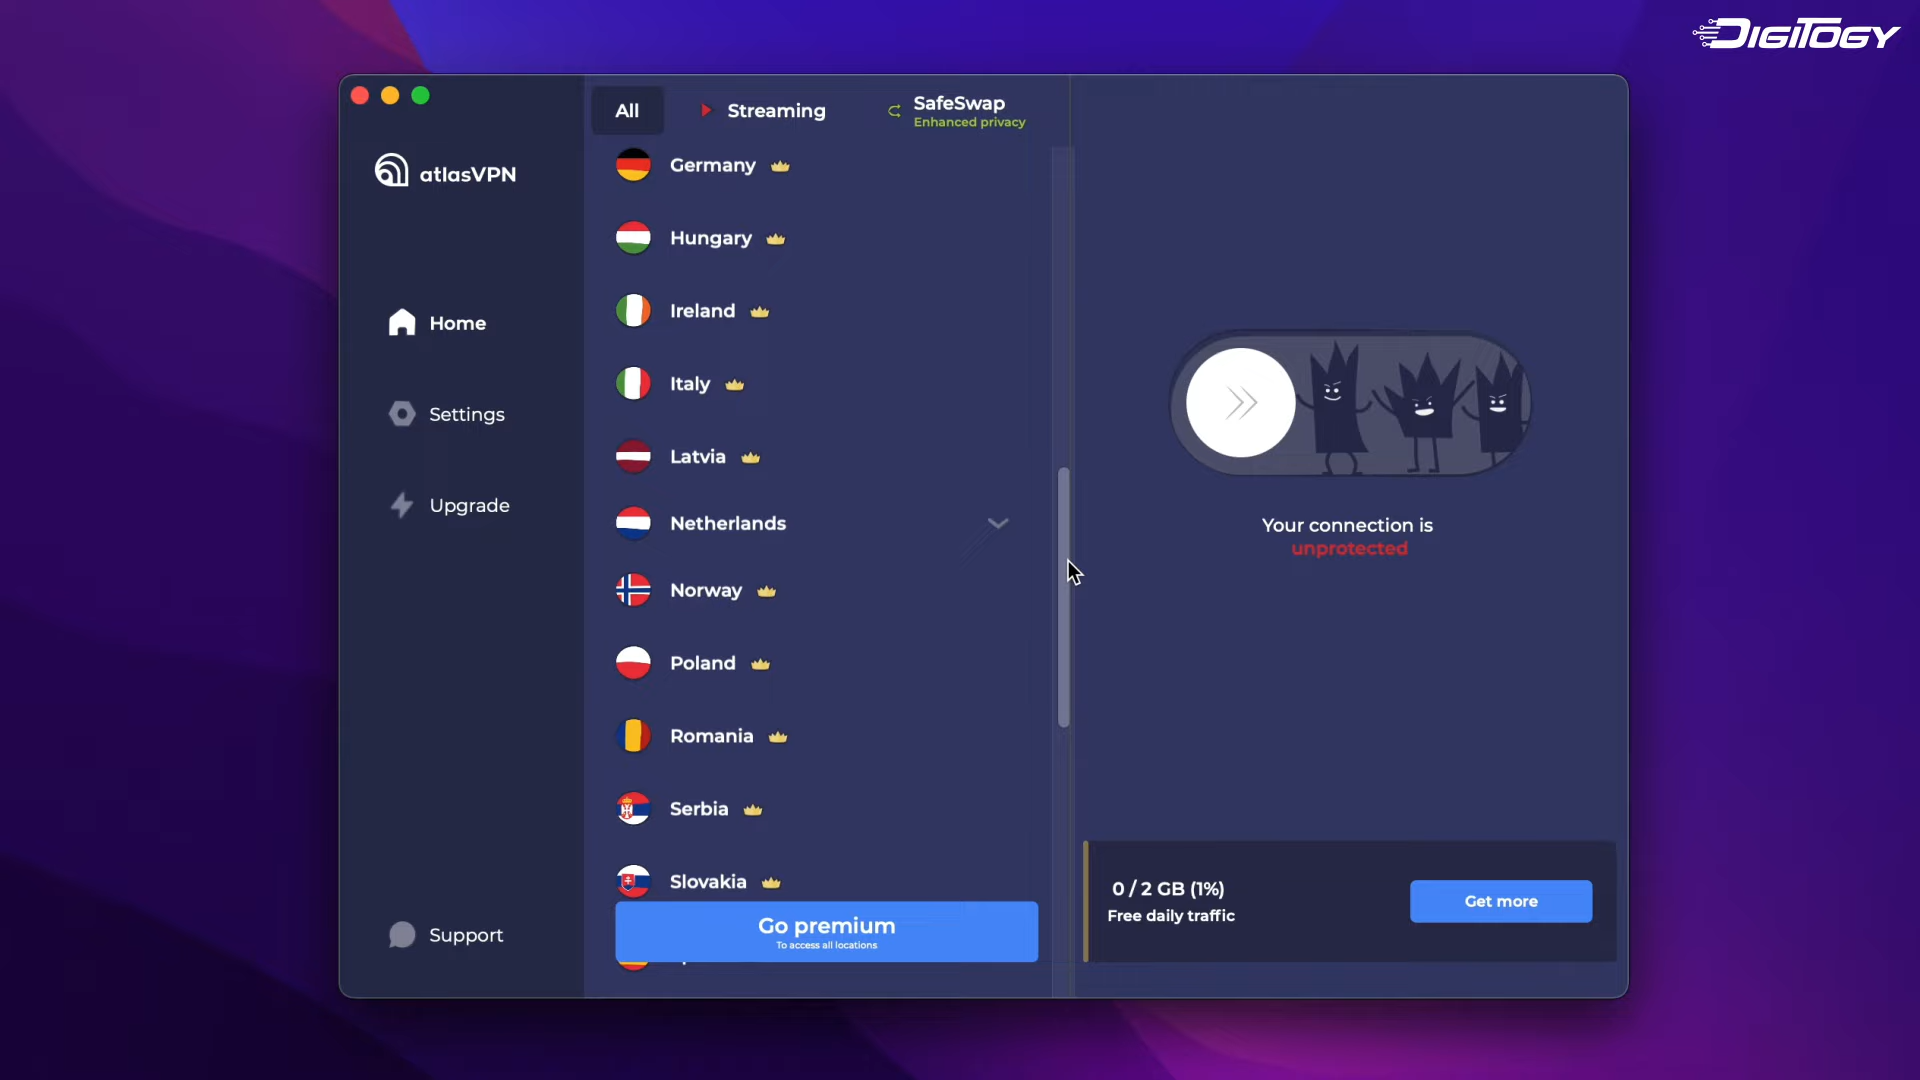 DIGITOGY
atlasVPN
Home
Settings
Upgrade
Support
All
Streaming
SafeSwap
Enhanced privacy
Germany
Hungary
Ireland
Italy
Latvia
Netherlands
Norway
Poland
Romania
Serbia
Slovakia
Go premium
To access all locations
Your connection is
unprotected
0 / 2 GB (1%)
Free daily traffic
Get more